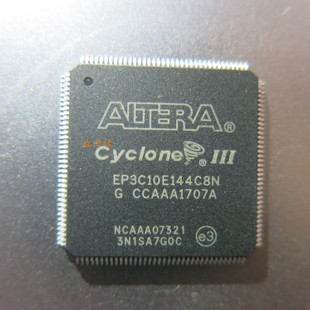 ALTERA®
Cyclone® III
EP3C10E144C8N
G CCAAA1707A
NCAAA07321
3N1SA7G0C e3